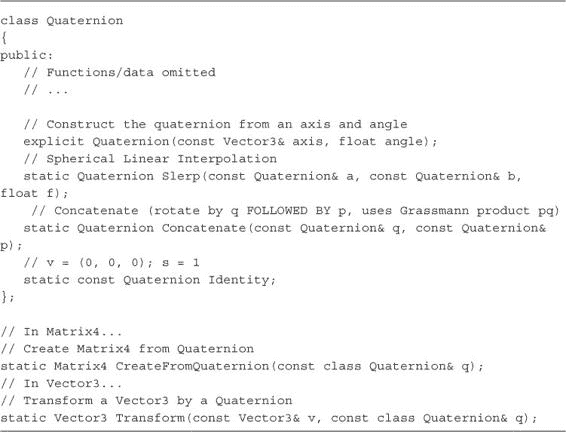 class Quaternion
{
public:
   // Functions/data omitted
   // ...

   // Construct the quaternion from an axis and angle
   explicit Quaternion(const Vector3& axis, float angle);
   // Spherical Linear Interpolation
   static Quaternion Slerp(const Quaternion& a, const Quaternion& b,
float f);
    // Concatenate (rotate by q FOLLOWED BY p, uses Grassmann product pq)
   static Quaternion Concatenate(const Quaternion& q, const Quaternion&
p);
   // v = (0, 0, 0); s = 1
   static const Quaternion Identity;
};

// In Matrix4...
// Create Matrix4 from Quaternion
static Matrix4 CreateFromQuaternion(const class Quaternion& q);
// In Vector3...
// Transform a Vector3 by a Quaternion
static Vector3 Transform(const Vector3& v, const class Quaternion& q);